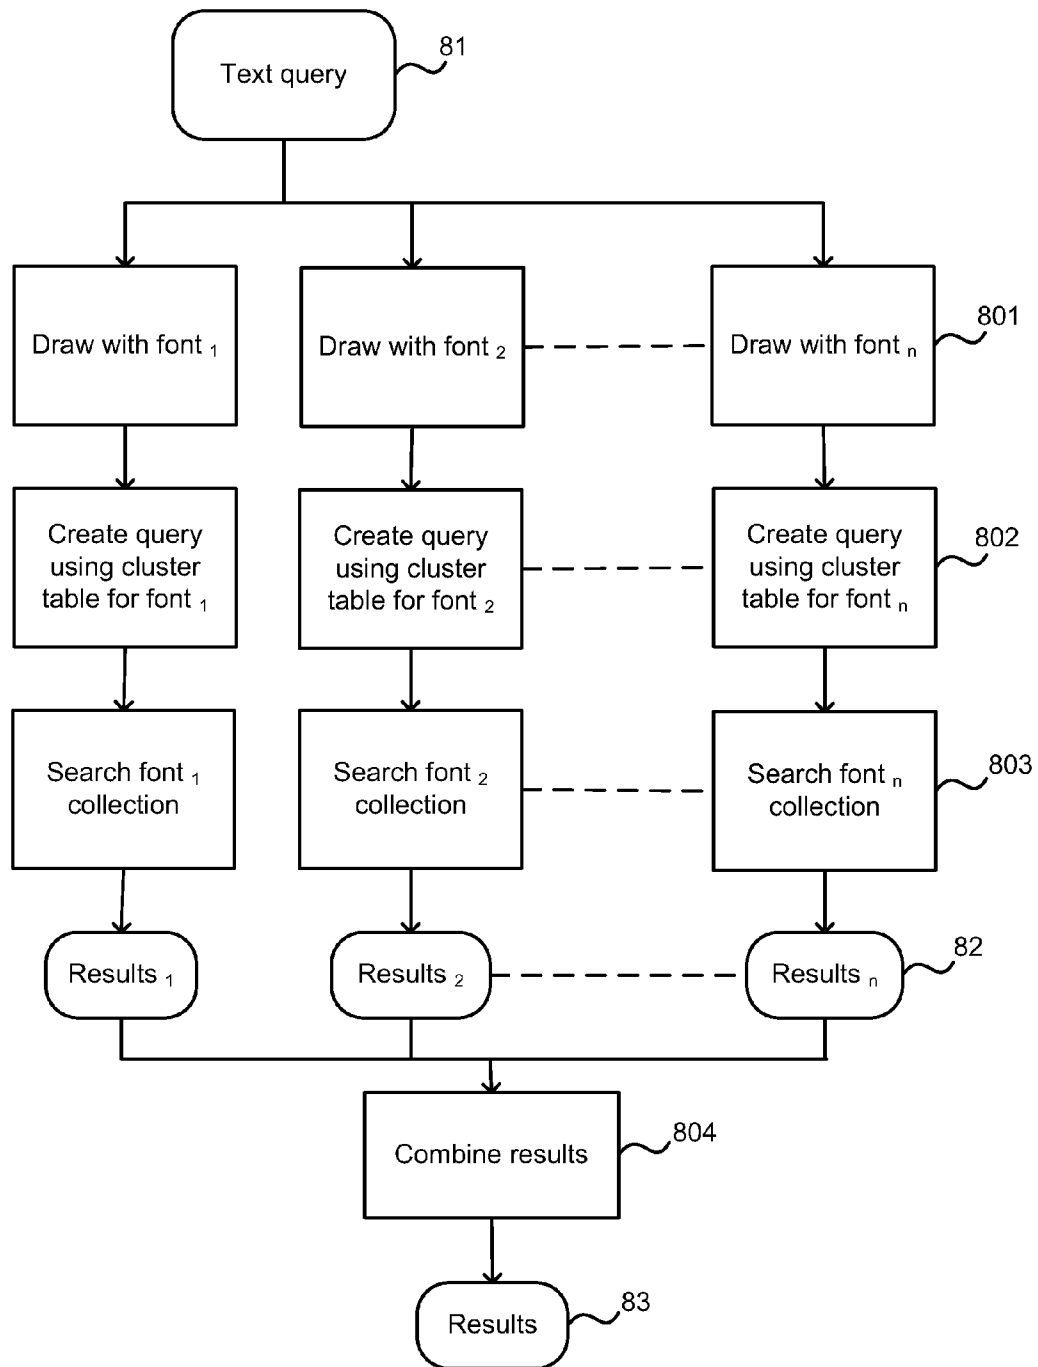 Text query
81
Draw with font 1
Draw with font 2
Draw with font n
801
Create query
using cluster
table for font 1
Create query
using cluster
table for font 2
Create query
using cluster
table for font n
802
Search font 1
collection
Search font 2
collection
Search font n
collection
803
Results 1
Results 2
Results n
82
Combine results
804
Results
83